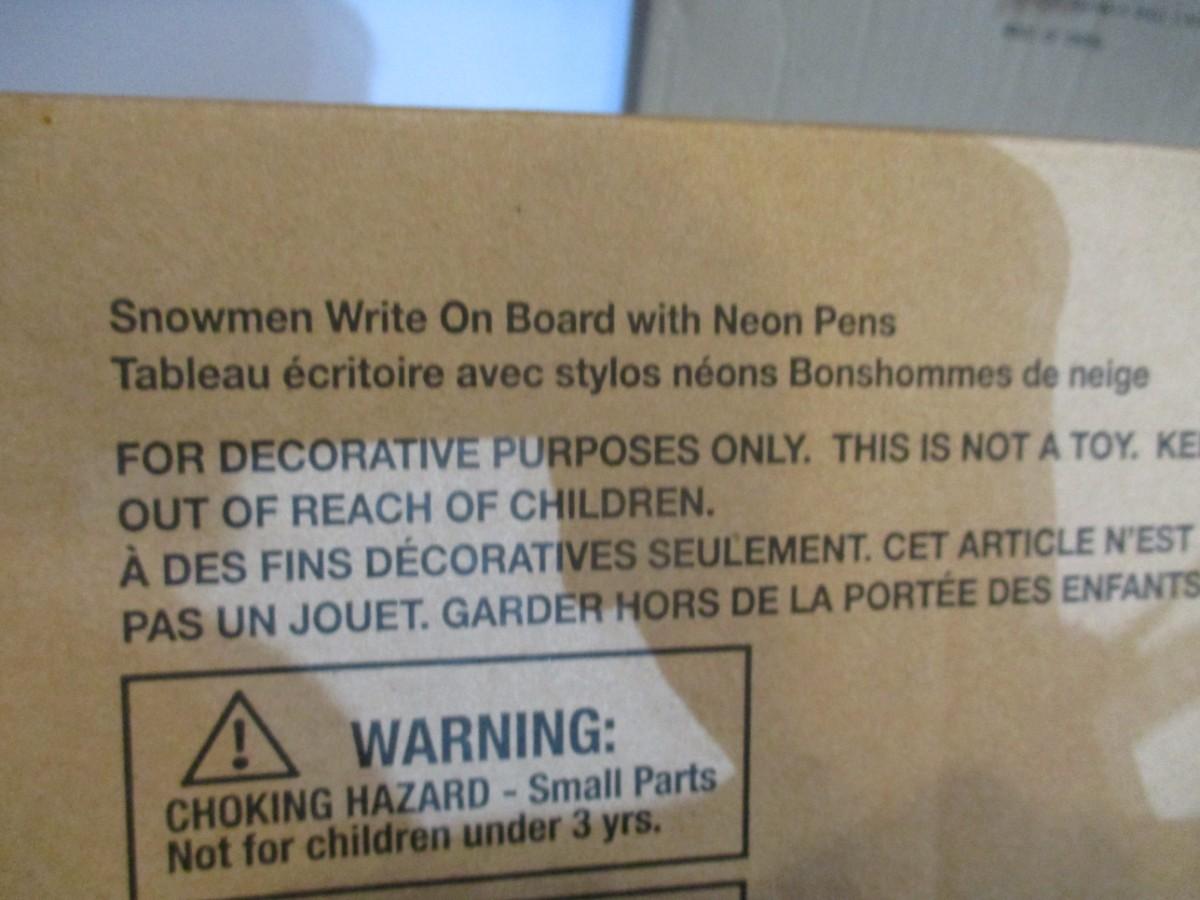 Snowmen Write On Board with Neon Pens
Tableau écritoire avec stylos néons Bonshommes de neige
FOR DECORATIVE PURPOSES ONLY. THIS IS NOT A TOY. KE
OUT OF REACH OF CHILDREN.
À DES FINS DÉCORATIVES SEULEMENT. CET ARTICLE N'EST
PAS UN JOUET. GARDER HORS DE LA PORTÉE DES ENFANTS
WARNING:
CHOKING HAZARD - Small Parts
Not for children under 3 yrs.